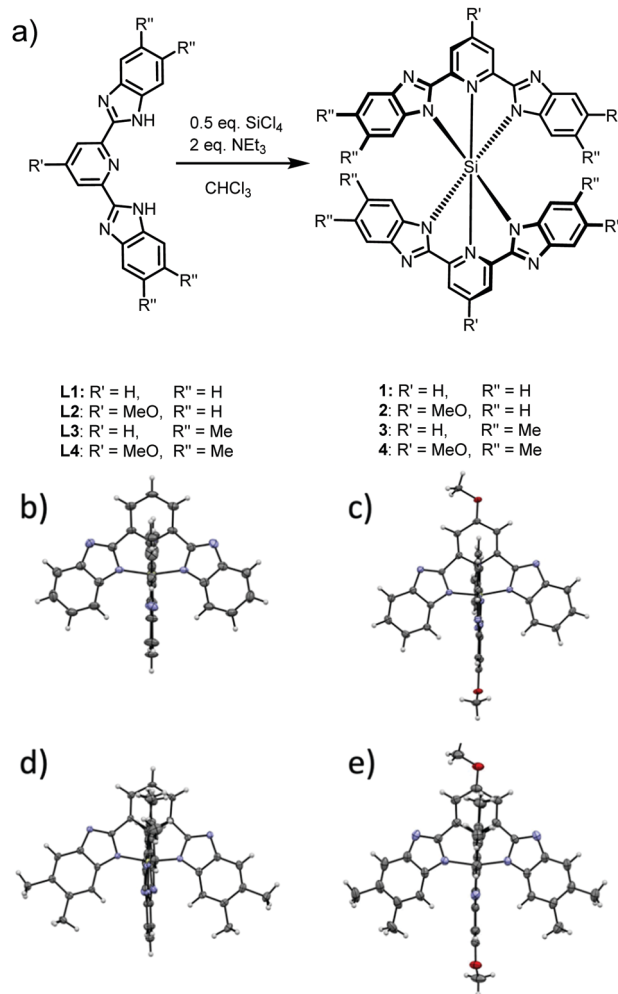 a)
R"
R"
N
NH
R'
N
NH
N
R"
R"
0.5 eq. SiCl4
2 eq. NEt3
CHCl3
R'
N
N
N
N
R"
N
N
R"
R"
R"
Si
R"
R"
R"
N
N
R"
N
N
N
N
R'
L1: R' = H, R" = H
L2: R' = MeO, R" = H
L3: R' = H, R" = Me
L4: R' = MeO, R" = Me
1: R' = H, R" = H
2: R' = MeO, R" = H
3: R' = H, R" = Me
4: R' = MeO, R" = Me
b)
c)
d)
e)